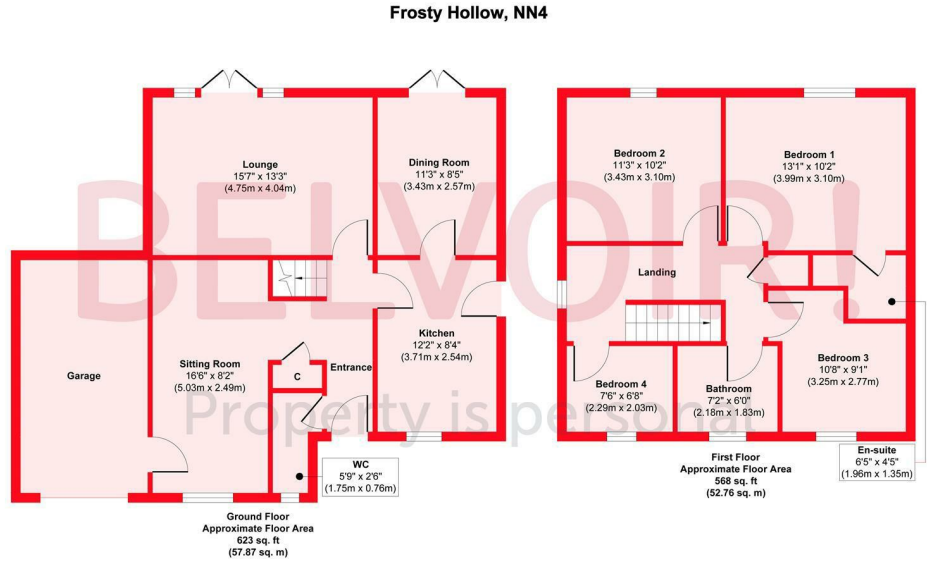 Frosty Hollow, NN4
BELVOIR!
Property is personal
Lounge
15'7" x 13'3"
(4.75m x 4.04m)
Dining Room
11'3" x 8'5"
(3.43m x 2.57m)
Garage
Sitting Room
16'6" x 8'2"
(5.03m x 2.49m)
C
Entrance
Kitchen
12'2" x 8'4"
(3.71m x 2.54m)
WC
5'9" x 2'6"
(1.75m x 0.76m)
Ground Floor
Approximate Floor Area
623 sq. ft
(57.87 sq. m)
Bedroom 2
11'3" x 10'2"
(3.43m x 3.10m)
Bedroom 1
13'1" x 10'2"
(3.99m x 3.10m)
Landing
Bedroom 3
10'8" x 9'1"
(3.25m x 2.77m)
Bedroom 4
7'6" x 6'8"
(2.29m x 2.03m)
Bathroom
7'2" x 6'0"
(2.18m x 1.83m)
En-suite
6'5" x 4'5"
(1.96m x 1.35m)
First Floor
Approximate Floor Area
568 sq. ft
(52.76 sq. m)